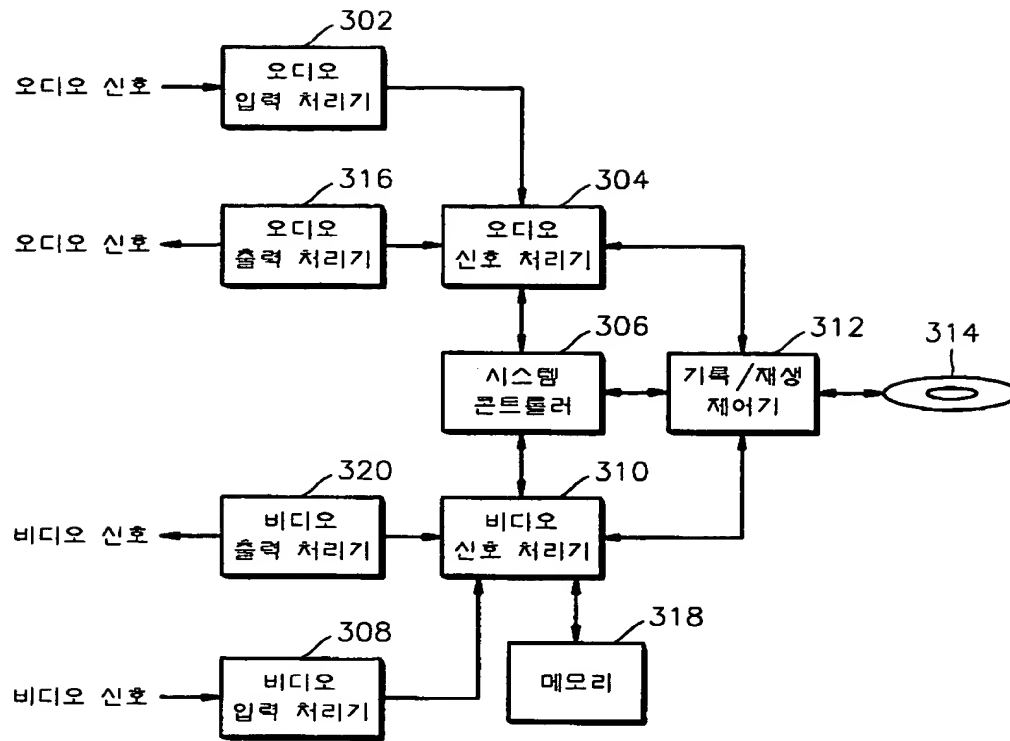 302
오디오 신호
오디오
입력 처리기
316
304
오디오 신호
오디오
출력 처리기
오디오
신호 처리기
306
312
314
시스템
콘트롤러
기록/재생
제어기
320
310
비디오 신호
비디오
출력 처리기
비디오
신호 처리기
308
318
비디오 신호
비디오
입력 처리기
메모리